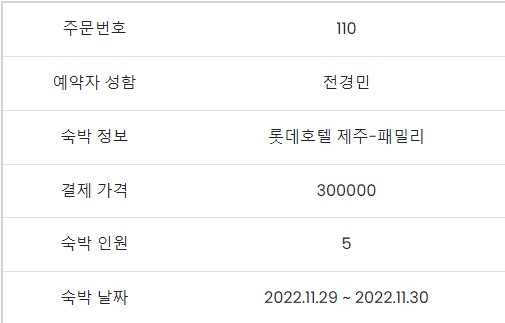 주문번호 110
예약자 성함 전경민
숙박 정보 롯데호텔 제주-패밀리
결제 가격 300000
숙박 인원 5
숙박 날짜 2022.11.29 ~ 2022.11.30